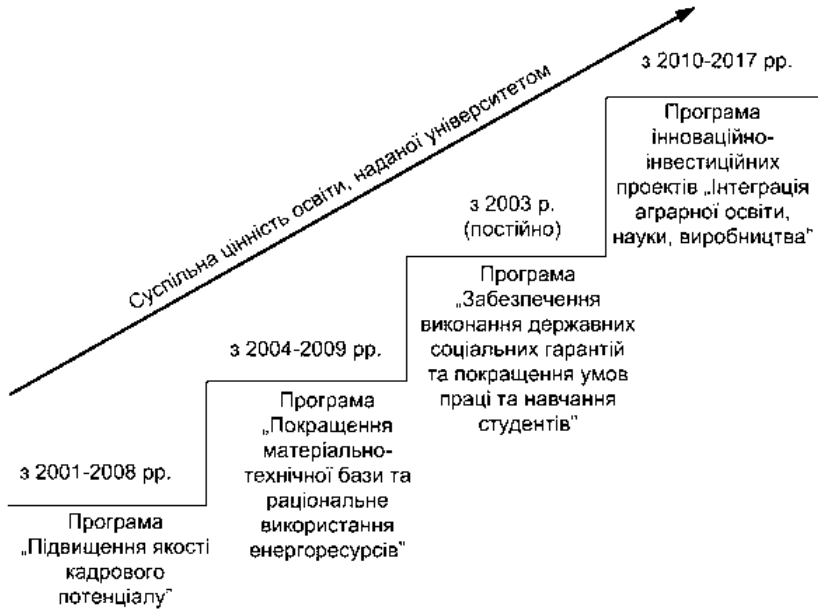 Суспільна цінність освіти, наданої університетом
з 2001-2008 рр.
Програма
„Підвищення якості
кадрового
потенціалу”
з 2004-2009 рр.
Програма
„Покращення
матеріально-
технічної бази та
раціональне
використання
енергоресурсів”
з 2003 р.
(постійно)
Програма
„Забезпечення
виконання державних
соціальних гарантій
та покращення умов
праці та навчання
студентів”
з 2010-2017 рр.
Програма
інноваційно-
інвестиційних
проектів „Інтеграція
аграрної освіти,
науки, виробництва”